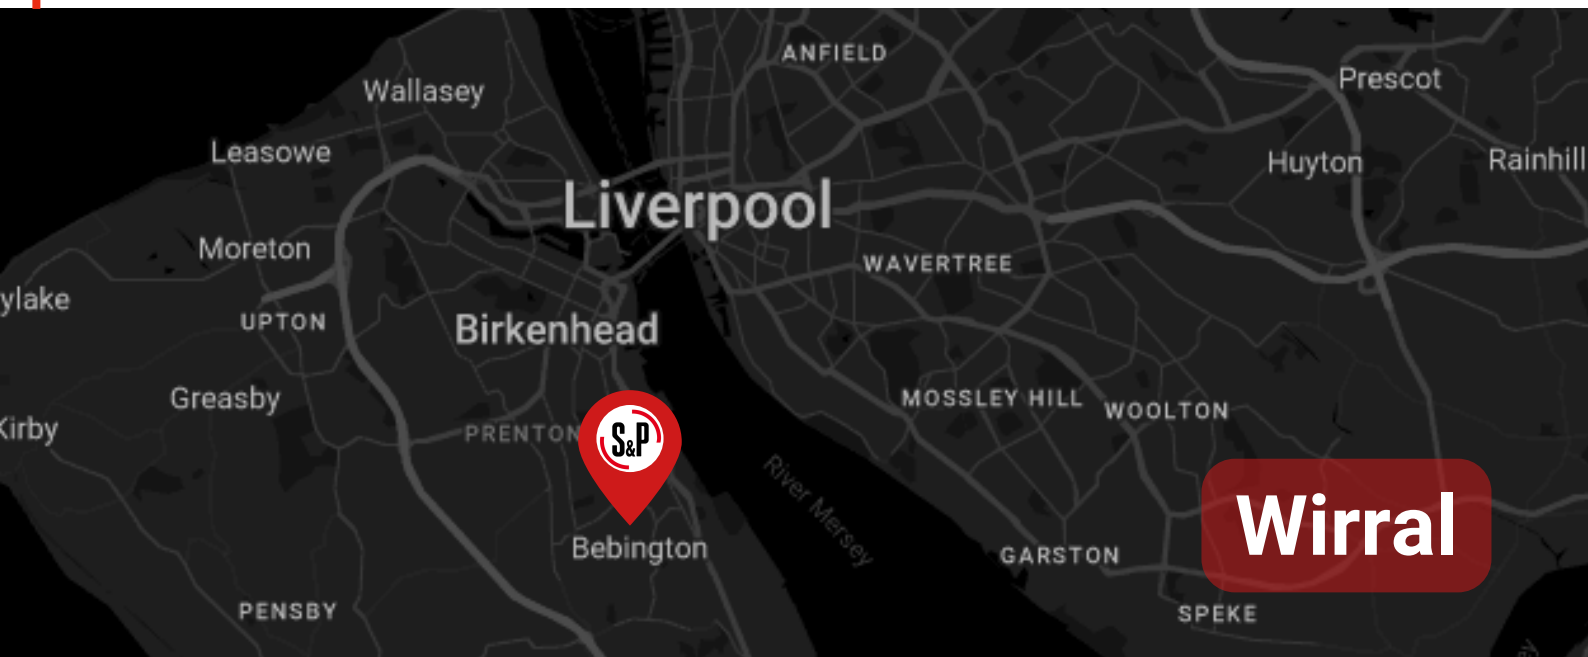 ANFIELD
Prescot
Wallasey
Leasowe
Huyton
Rainhill
Liverpool
Moreton
WAVERTREE
ylake
UPTON
Birkenhead
Greasby
MOSSLEY HILL
WOOLTON
Kirby
PRENTON
S&P
River Mersey
Wirral
Bebington
GARSTON
PENSBY
SPEKE